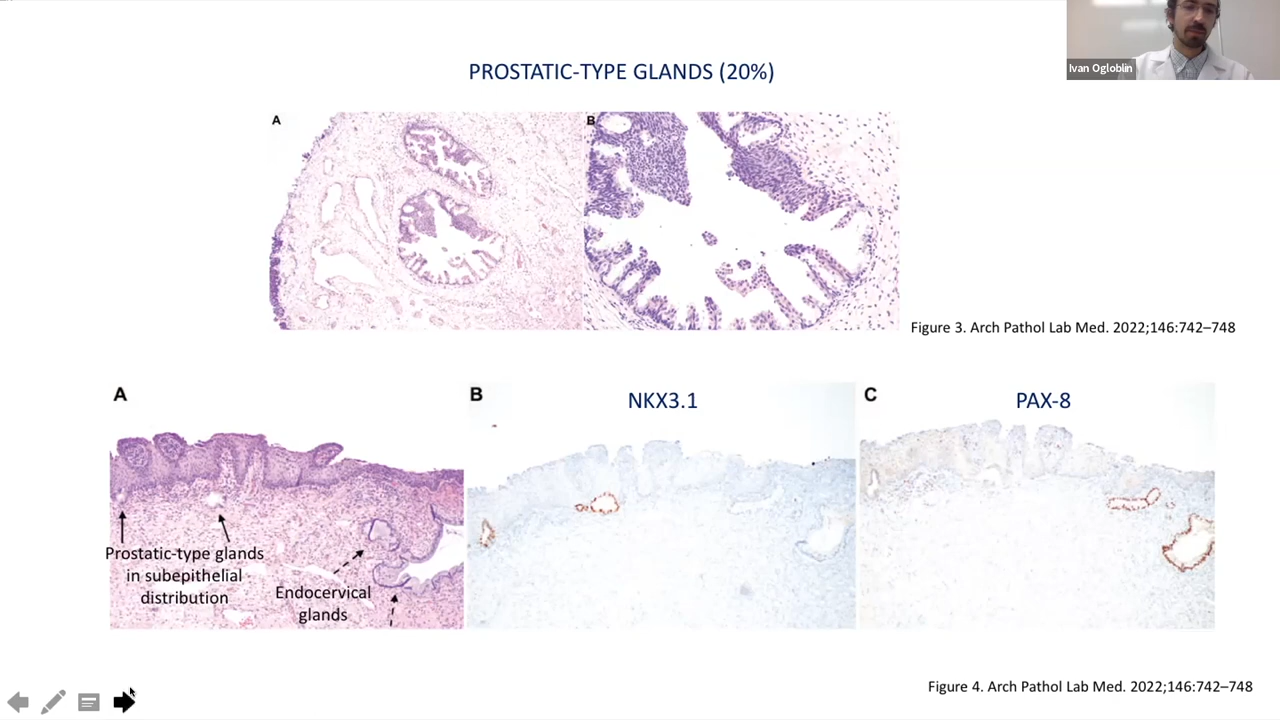 Ivan Ogloblin
PROSTATIC-TYPE GLANDS (20%)
A
B
Figure 3. Arch Pathol Lab Med. 2022;146:742–748
A
B
NKX3.1
C
PAX-8
Prostatic-type glands
in subepithelial
distribution
Endocervical
glands
Figure 4. Arch Pathol Lab Med. 2022;146:742–748